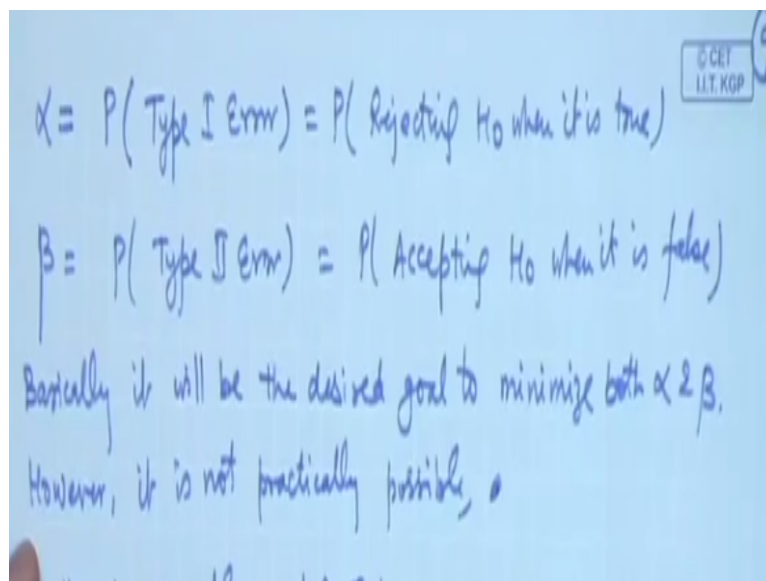 © CET
I.I.T. KGP
α = P( Type I Error) = P( Rejecting H₀ when it is true)
β = P( Type II Error) = P( Accepting H₀ when it is false)
Basically it will be the desired goal to minimize both α & β.
However, it is not practically possible,